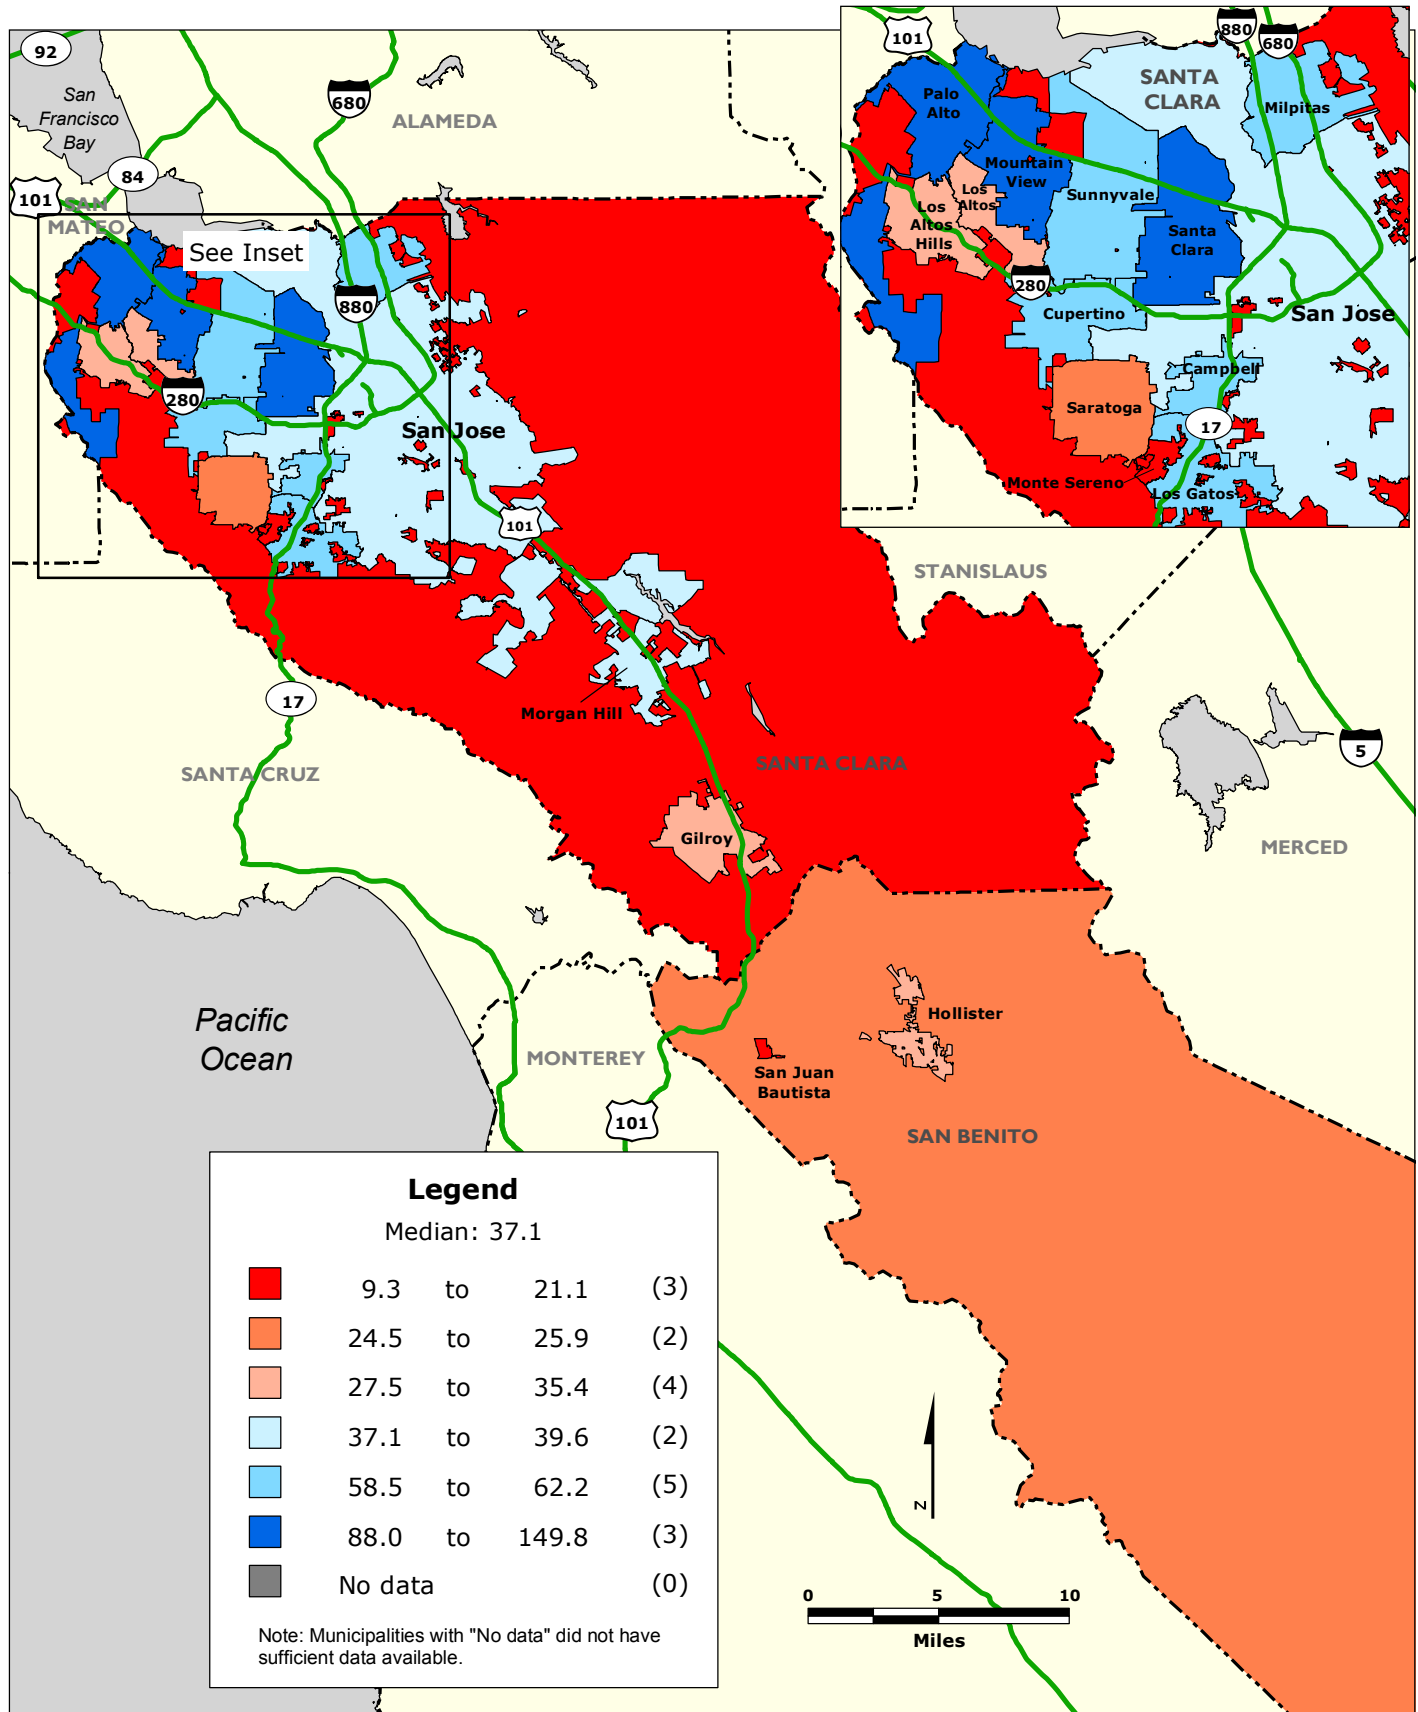 92
San
Francisco
Bay
84
101
SAN
MATEO
680
ALAMEDA
See Inset
880
280
San Jose
101
17
Morgan Hill
SANTA CRUZ
SANTA CLARA
Gilroy
STANISLAUS
5
MERCED
Pacific
Ocean
MONTEREY
101
San Juan
Bautista
Hollister
SAN BENITO
101
880
680
SANTA
CLARA
Palo
Alto
Milpitas
Mountain
View
Los
Altos
Sunnyvale
Los
Altos
Hills
Santa
Clara
280
Cupertino
San Jose
Campbell
Saratoga
17
Monte Sereno
Los Gatos
Legend
Median: 37.1
9.3 to 21.1 (3)
24.5 to 25.9 (2)
27.5 to 35.4 (4)
37.1 to 39.6 (2)
58.5 to 62.2 (5)
88.0 to 149.8 (3)
No data (0)
Note: Municipalities with "No data" did not have
sufficient data available.
N
0 5 10
Miles